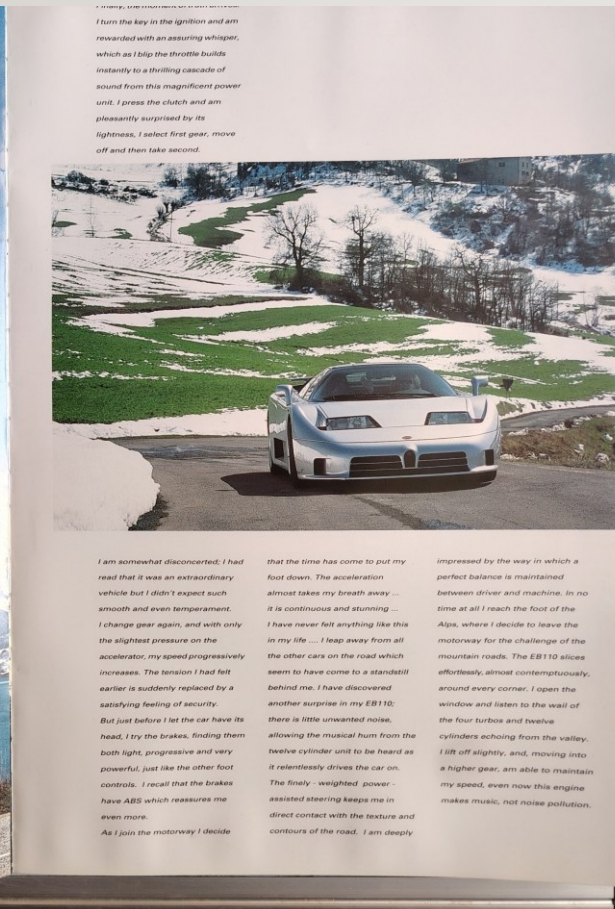 Finally, the moment of truth arrives.
I turn the key in the ignition and am
rewarded with an assuring whisper,
which as I blip the throttle builds
instantly to a thrilling cascade of
sound from this magnificent power
unit. I press the clutch and am
pleasantly surprised by its
lightness, I select first gear, move
off and then take second.
I am somewhat disconcerted; I had
read that it was an extraordinary
vehicle but I didn't expect such
smooth and even temperament.
I change gear again, and with only
the slightest pressure on the
accelerator, my speed progressively
increases. The tension I had felt
earlier is suddenly replaced by a
satisfying feeling of security.
But just before I let the car have its
head, I try the brakes, finding them
both light, progressive and very
powerful, just like the other foot
controls. I recall that the brakes
have ABS which reassures me
even more.
As I join the motorway I decide
that the time has come to put my
foot down. The acceleration
almost takes my breath away ...
it is continuous and stunning ...
I have never felt anything like this
in my life .... I leap away from all
the other cars on the road which
seem to have come to a standstill
behind me. I have discovered
another surprise in my EB110;
there is little unwanted noise,
allowing the musical hum from the
twelve cylinder unit to be heard as
it relentlessly drives the car on.
The finely - weighted power -
assisted steering keeps me in
direct contact with the texture and
contours of the road. I am deeply
impressed by the way in which a
perfect balance is maintained
between driver and machine. In no
time at all I reach the foot of the
Alps, where I decide to leave the
motorway for the challenge of the
mountain roads. The EB110 slices
effortlessly, almost contemptuously,
around every corner. I open the
window and listen to the wail of
the four turbos and twelve
cylinders echoing from the valley.
I lift off slightly, and, moving into
a higher gear, am able to maintain
my speed, even now this engine
makes music, not noise pollution.